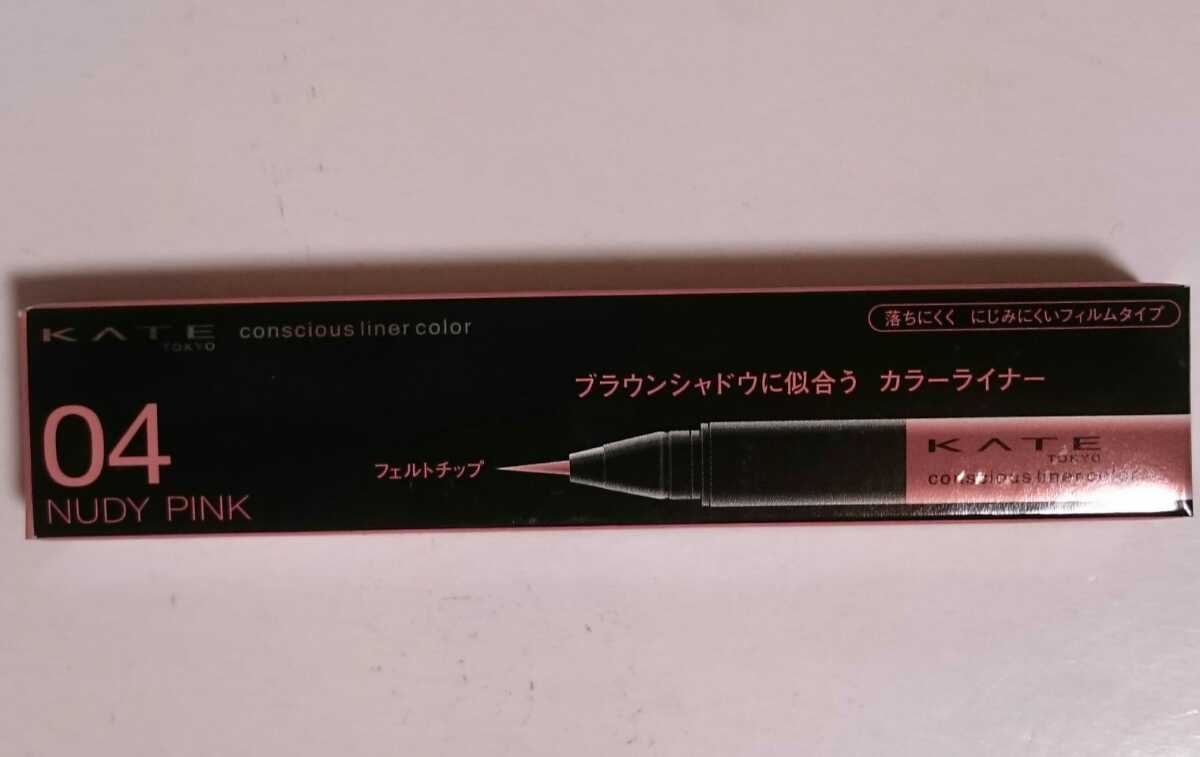 KATE
TOKYO
conscious liner color
落ちにくく にじみにくいフィルムタイプ
ブラウンシャドウに似合う カラーライナー
04
NUDY PINK
フェルトチップ
KATE
TOKYO
conscious liner color